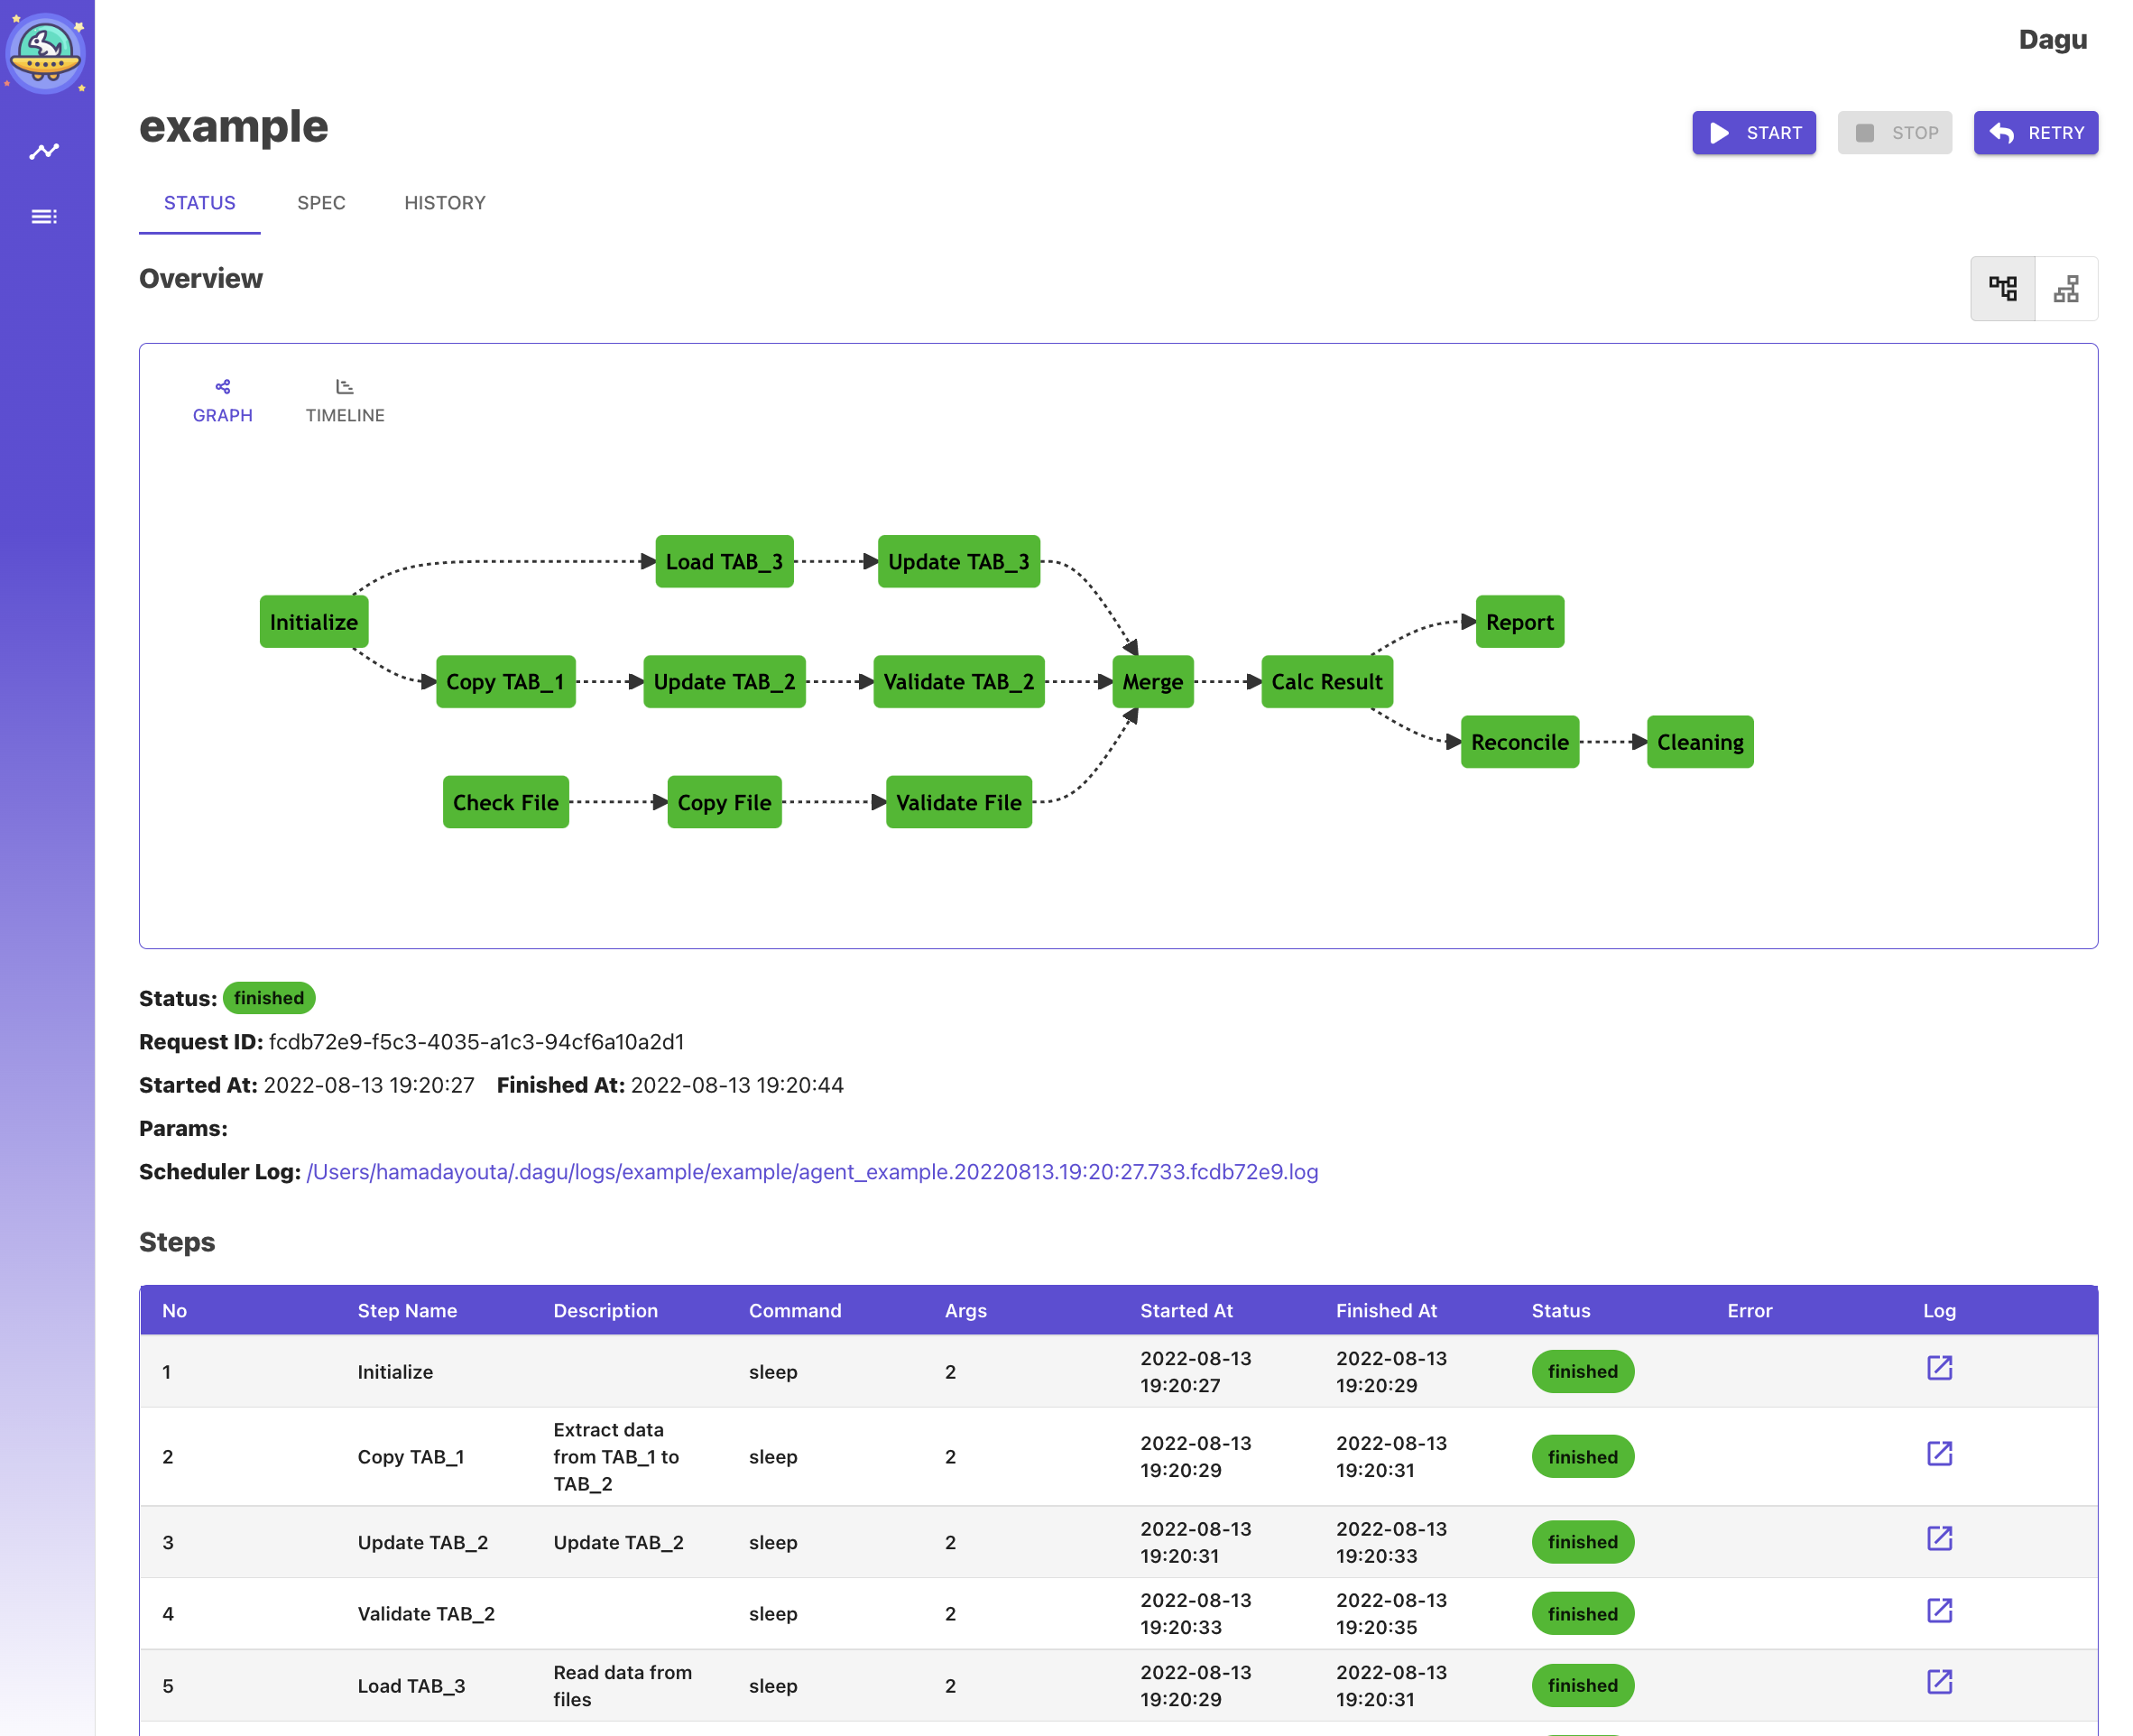 Dagu
example
START
STOP
RETRY
STATUS
SPEC
HISTORY
Overview
GRAPH
TIMELINE
Load TAB_3
Update TAB_3
Initialize
Report
Copy TAB_1
Update TAB_2
Validate TAB_2
Merge
Calc Result
Reconcile
Cleaning
Check File
Copy File
Validate File
Status: finished
Request ID: fcdb72e9-f5c3-4035-a1c3-94cf6a10a2d1
Started At: 2022-08-13 19:20:27 Finished At: 2022-08-13 19:20:44
Params:
Scheduler Log: /Users/hamadayouta/.dagu/logs/example/example/agent_example.20220813.19:20:27.733.fcdb72e9.log
Steps
No Step Name Description Command Args Started At Finished At Status Error Log
1 Initialize sleep 2 2022-08-13 19:20:27 2022-08-13 19:20:29 finished
2 Copy TAB_1 Extract data from TAB_1 to TAB_2 sleep 2 2022-08-13 19:20:29 2022-08-13 19:20:31 finished
3 Update TAB_2 Update TAB_2 sleep 2 2022-08-13 19:20:31 2022-08-13 19:20:33 finished
4 Validate TAB_2 sleep 2 2022-08-13 19:20:33 2022-08-13 19:20:35 finished
5 Load TAB_3 Read data from files sleep 2 2022-08-13 19:20:29 2022-08-13 19:20:31 finished